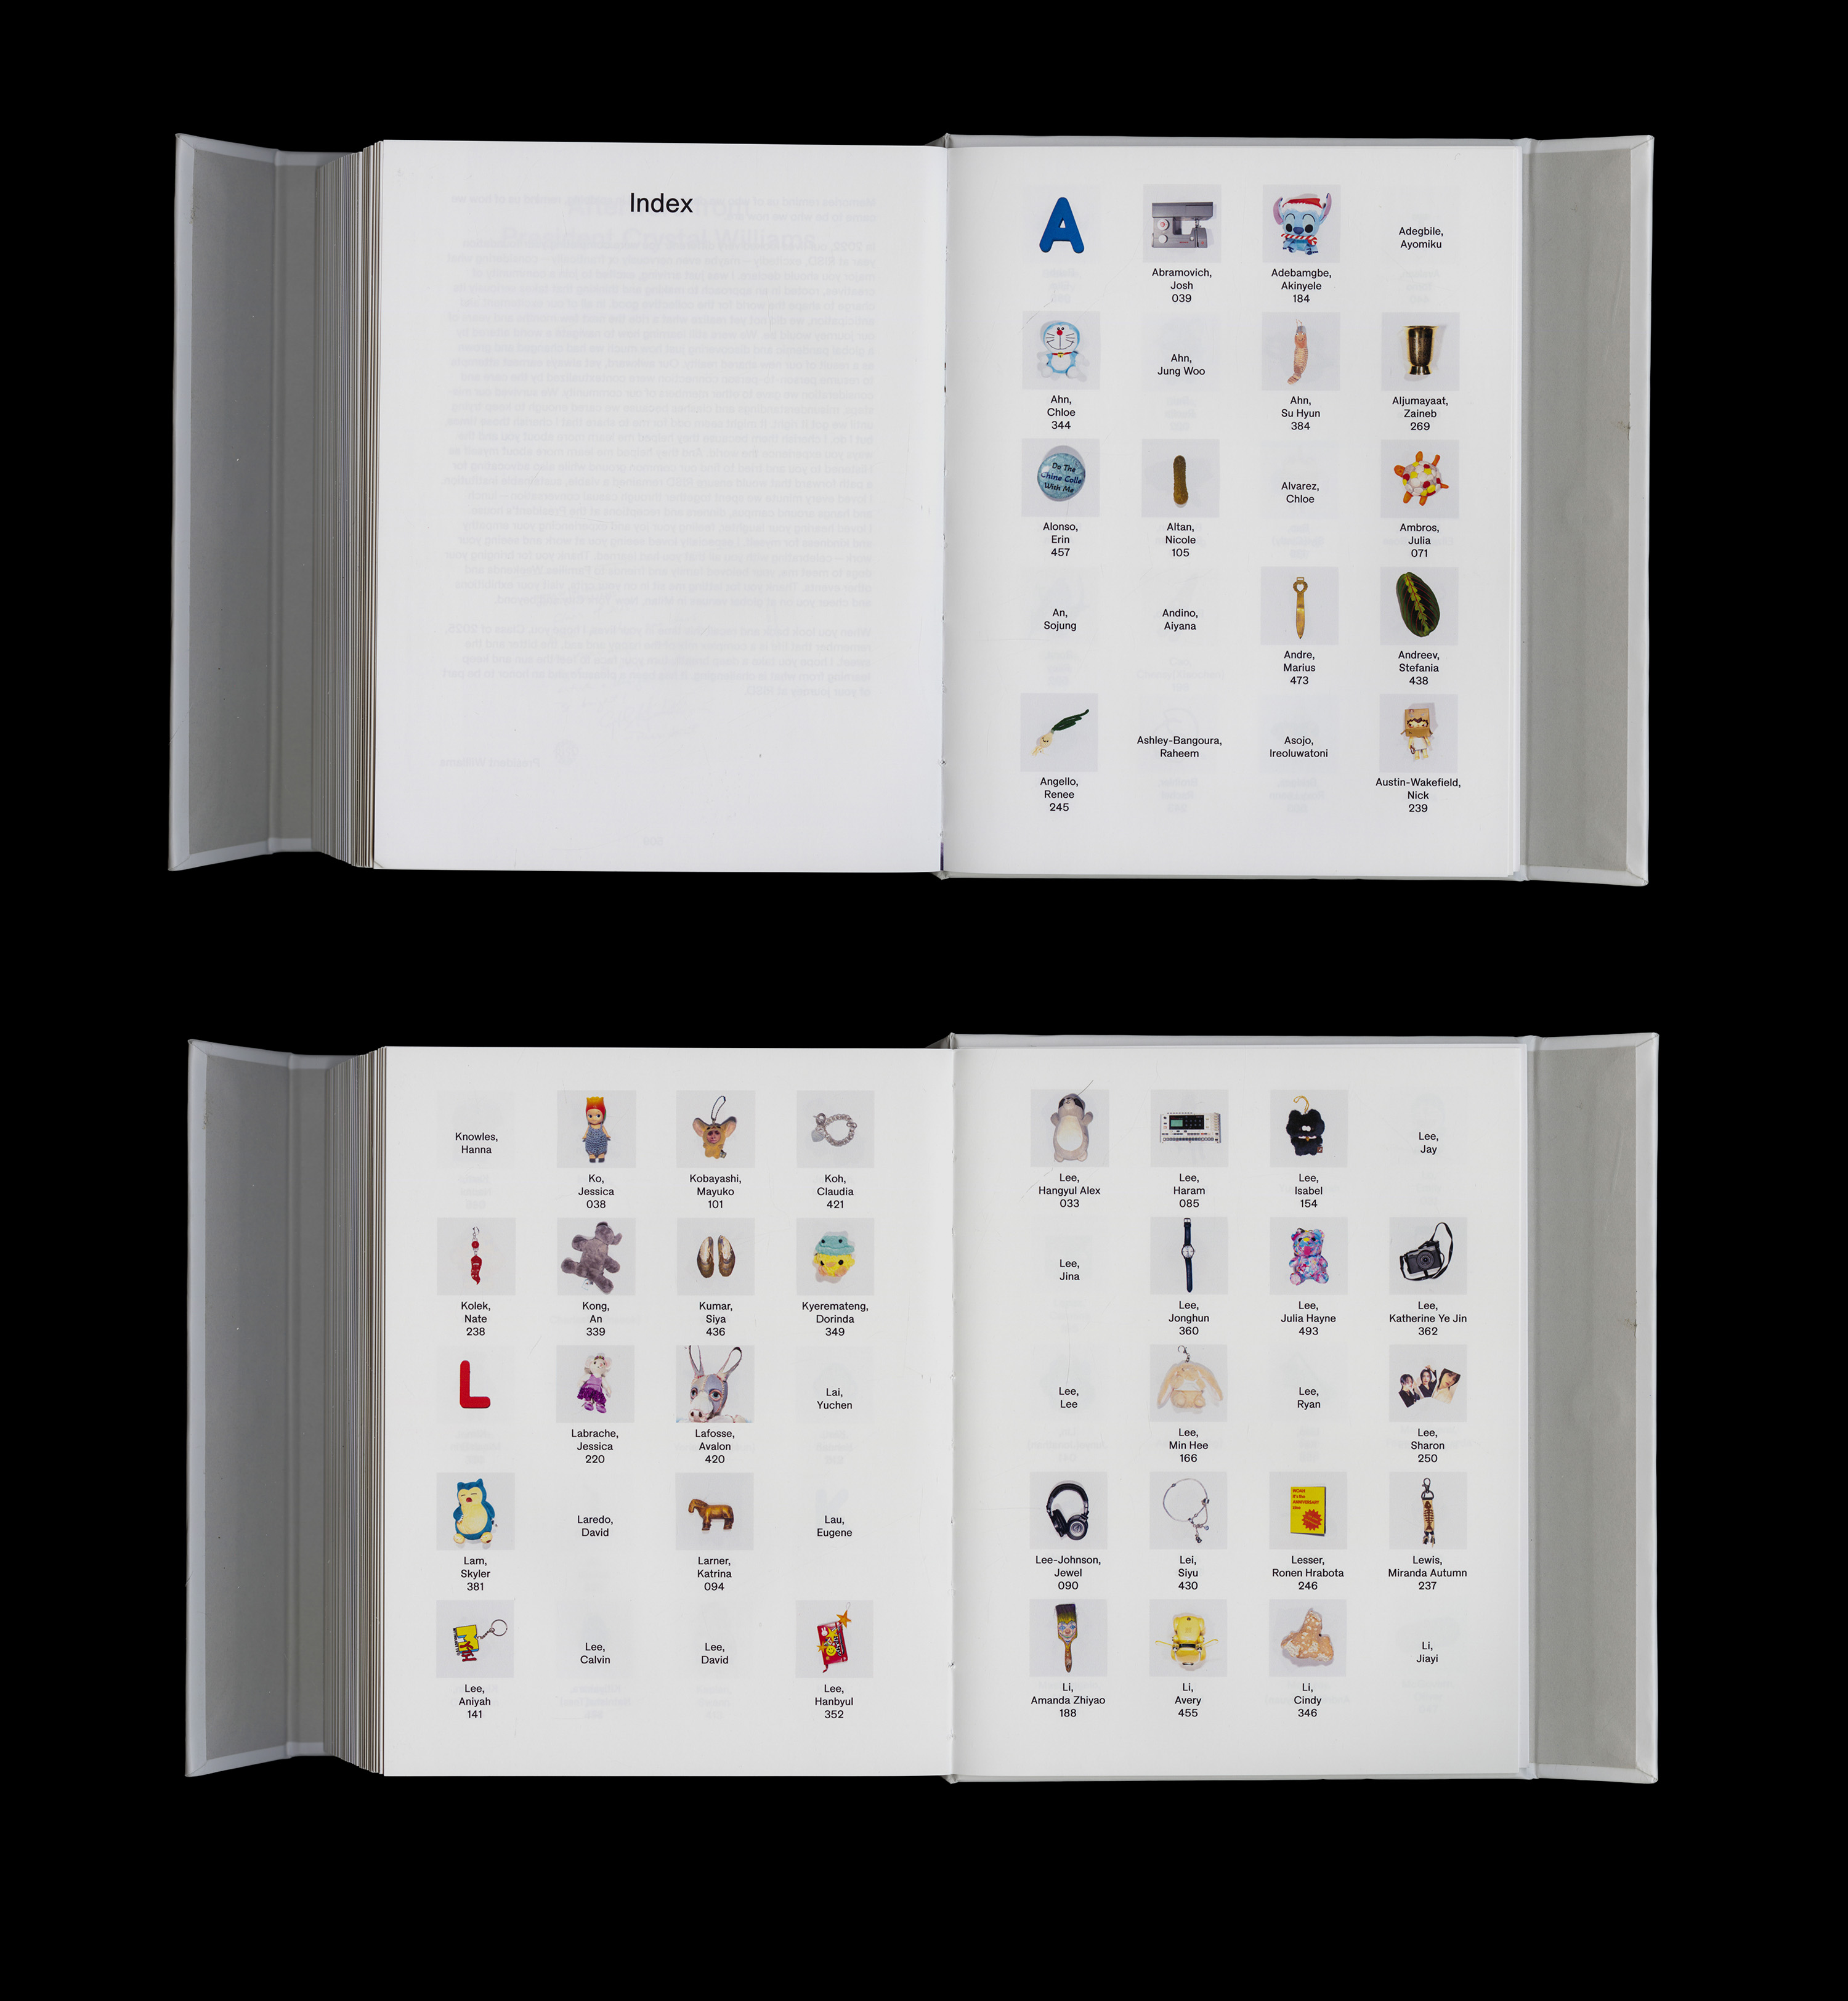 Index
A
Abramovich,
Josh
039
Adebamgbe,
Akinyele
184
Adegbile,
Ayomiku
Ahn,
Chloe
344
Ahn,
Jung Woo
Ahn,
Su Hyun
384
Aljumayaat,
Zaineb
269
Do The
Chine Colle
With Me
Alonso,
Erin
457
Altan,
Nicole
105
Alvarez,
Chloe
Ambros,
Julia
071
An,
Sojung
Andino,
Aiyana
Andre,
Marius
473
Andreev,
Stefania
438
Angello,
Renee
245
Ashley-Bangoura,
Raheem
Asojo,
Ireoluwatoni
Austin-Wakefield,
Nick
239
Knowles,
Hanna
Ko,
Jessica
038
Kobayashi,
Mayuko
101
Koh,
Claudia
421
Kolek,
Nate
238
Kong,
An
339
Kumar,
Siya
436
Kyeremateng,
Dorinda
349
L
Labrache,
Jessica
220
Lafosse,
Avalon
420
Lai,
Yuchen
Lam,
Skyler
381
Laredo,
David
Larner,
Katrina
094
Lau,
Eugene
Lee,
Aniyah
141
Lee,
Calvin
Lee,
David
Lee,
Hanbyul
352
Lee,
Hangyul Alex
033
Lee,
Haram
085
Lee,
Isabel
154
Lee,
Jay
Lee,
Jina
Lee,
Jonghun
360
Lee,
Julia Hayne
493
Lee,
Katherine Ye Jin
362
Lee,
Lee
Lee,
Min Hee
166
Lee,
Ryan
Lee,
Sharon
250
Lee-Johnson,
Jewel
090
Lei,
Siyu
430
NOAH
It's the
ANNIVERSARY
Lesser,
Ronen Hrabota
246
Lewis,
Miranda Autumn
237
Li,
Amanda Zhiyao
188
Li,
Avery
455
Li,
Cindy
346
Li,
Jiayi